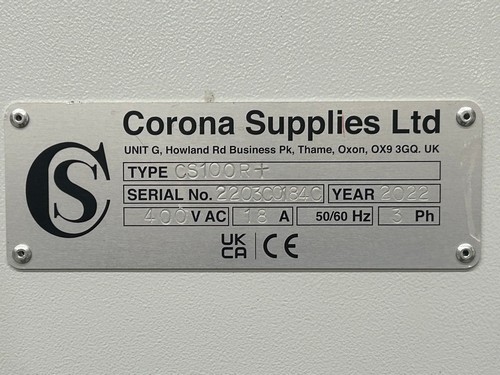 CS
Corona Supplies Ltd
UNIT G, Howland Rd Business Pk, Thame, Oxon, OX9 3GQ. UK
TYPE CS100R+
SERIAL No. 22030184C YEAR 2022
400 V AC 18 A 50/60 Hz 3 Ph
UK
CA CE